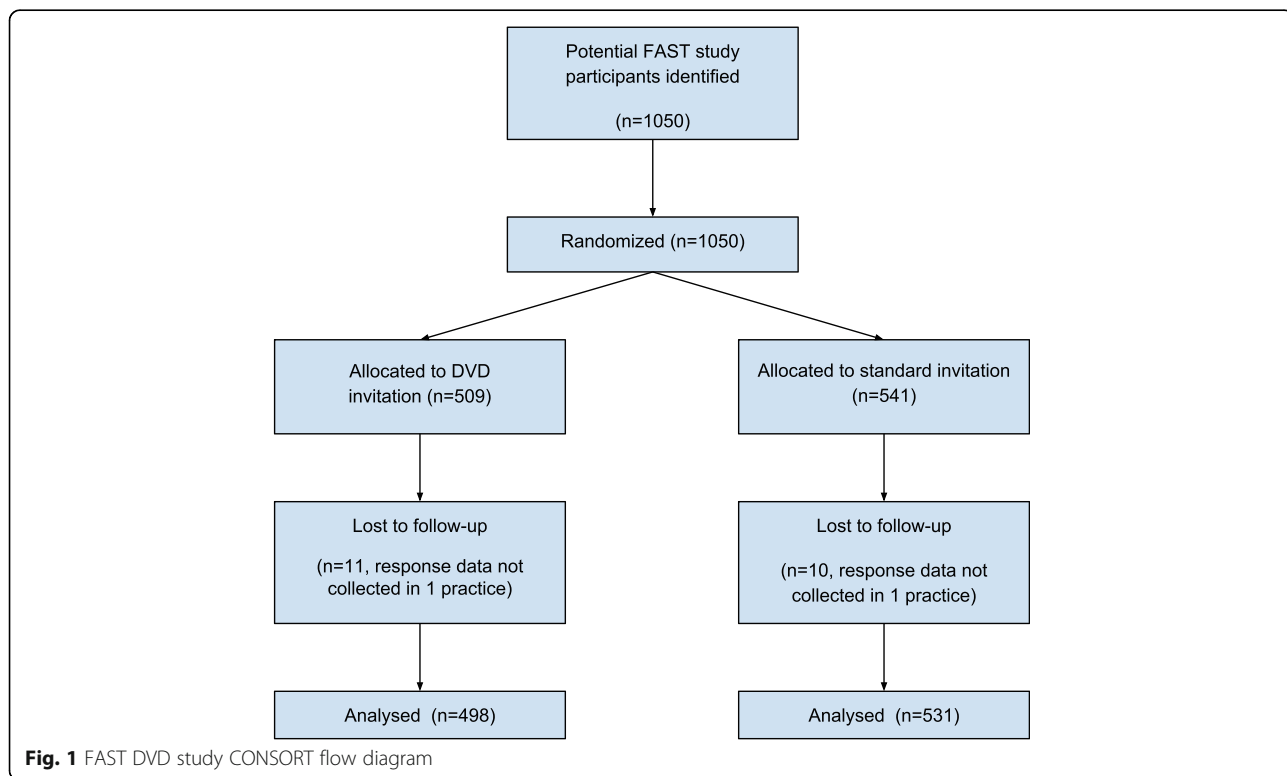 Potential FAST study
participants identified
(n=1050)
Randomized (n=1050)
Allocated to DVD
invitation (n=509)
Allocated to standard invitation
(n=541)
Lost to follow-up
(n=11, response data not
collected in 1 practice)
Lost to follow-up
(n=10, response data not
collected in 1 practice)
Analysed (n=498)
Analysed (n=531)
Fig. 1 FAST DVD study CONSORT flow diagram